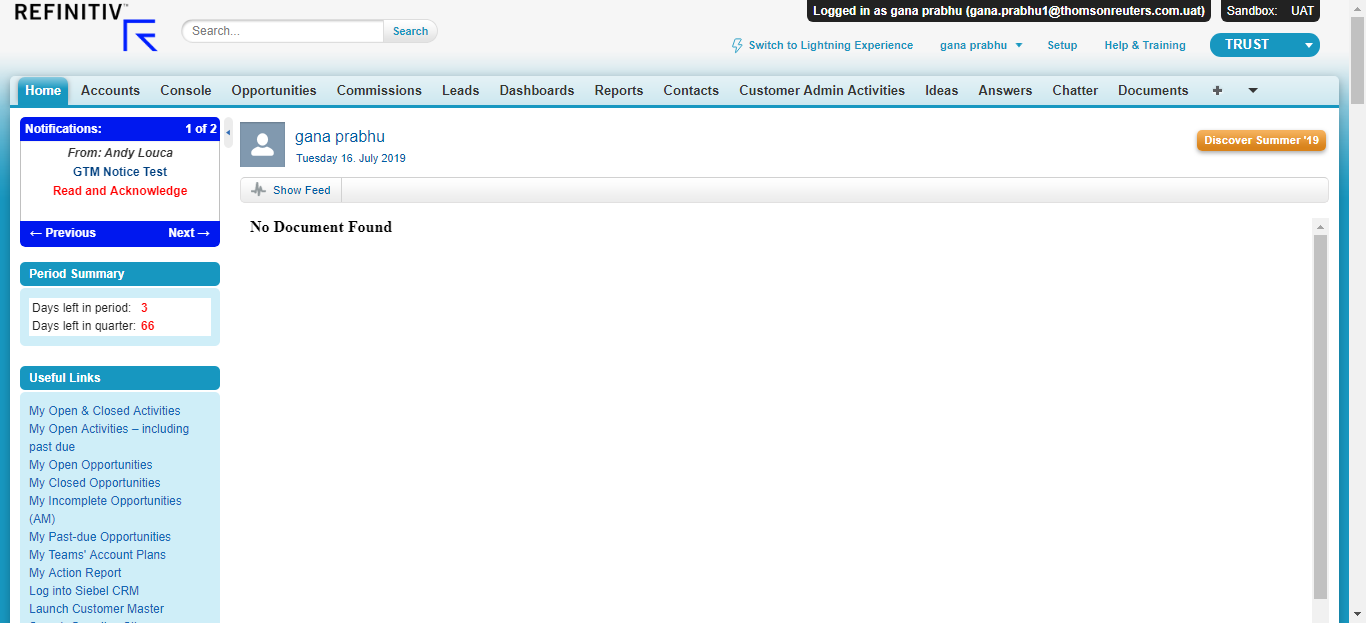 REFINITIV
Search...
Search
Logged in as gana prabhu (gana.prabhu1@thomsonreuters.com.uat)
Sandbox: UAT
Switch to Lightning Experience
gana prabhu
Setup
Help & Training
TRUST
Home Accounts Console Opportunities Commissions Leads Dashboards Reports Contacts Customer Admin Activities Ideas Answers Chatter Documents +
Notifications: 1 of 2
From: Andy Louca
GTM Notice Test
Read and Acknowledge
← Previous Next →
Period Summary
Days left in period: 3
Days left in quarter: 66
Useful Links
My Open & Closed Activities
My Open Activities – including
past due
My Open Opportunities
My Closed Opportunities
My Incomplete Opportunities
(AM)
My Past-due Opportunities
My Teams' Account Plans
My Action Report
Log into Siebel CRM
Launch Customer Master
gana prabhu
Tuesday 16. July 2019
Discover Summer '19
Show Feed
No Document Found